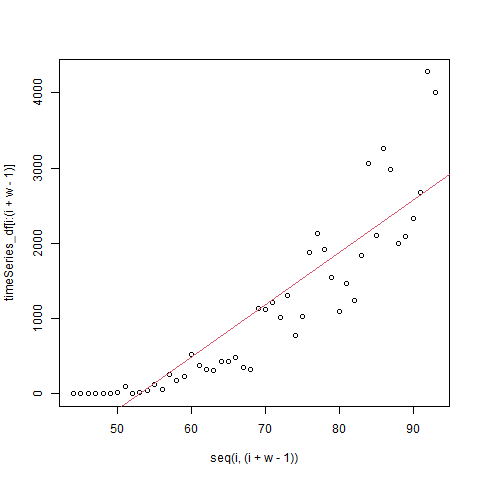 timeSeries_df[i:(i + w - 1)]
4000
3000
2000
1000
0
50 60 70 80 90
seq(i, (i + w - 1))